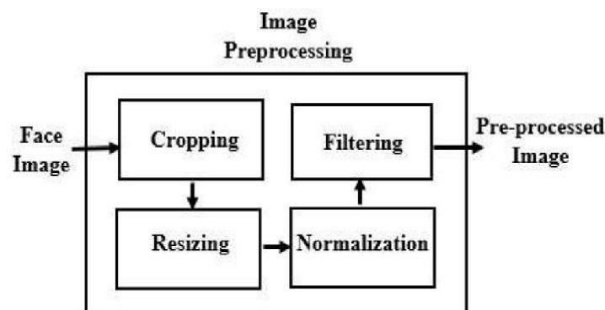 Image
Preprocessing
Face
Image
Cropping
Resizing
Normalization
Filtering
Pre-processed
Image